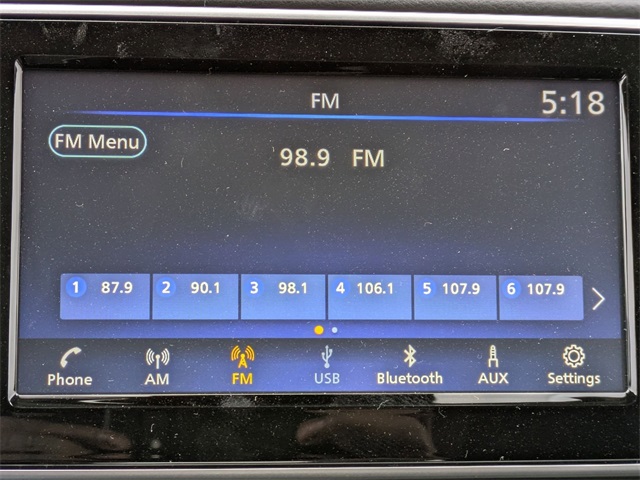 FM 5:18
FM Menu
98.9 FM
1 87.9 2 90.1 3 98.1 4 106.1 5 107.9 6 107.9
Phone AM FM USB Bluetooth AUX Settings